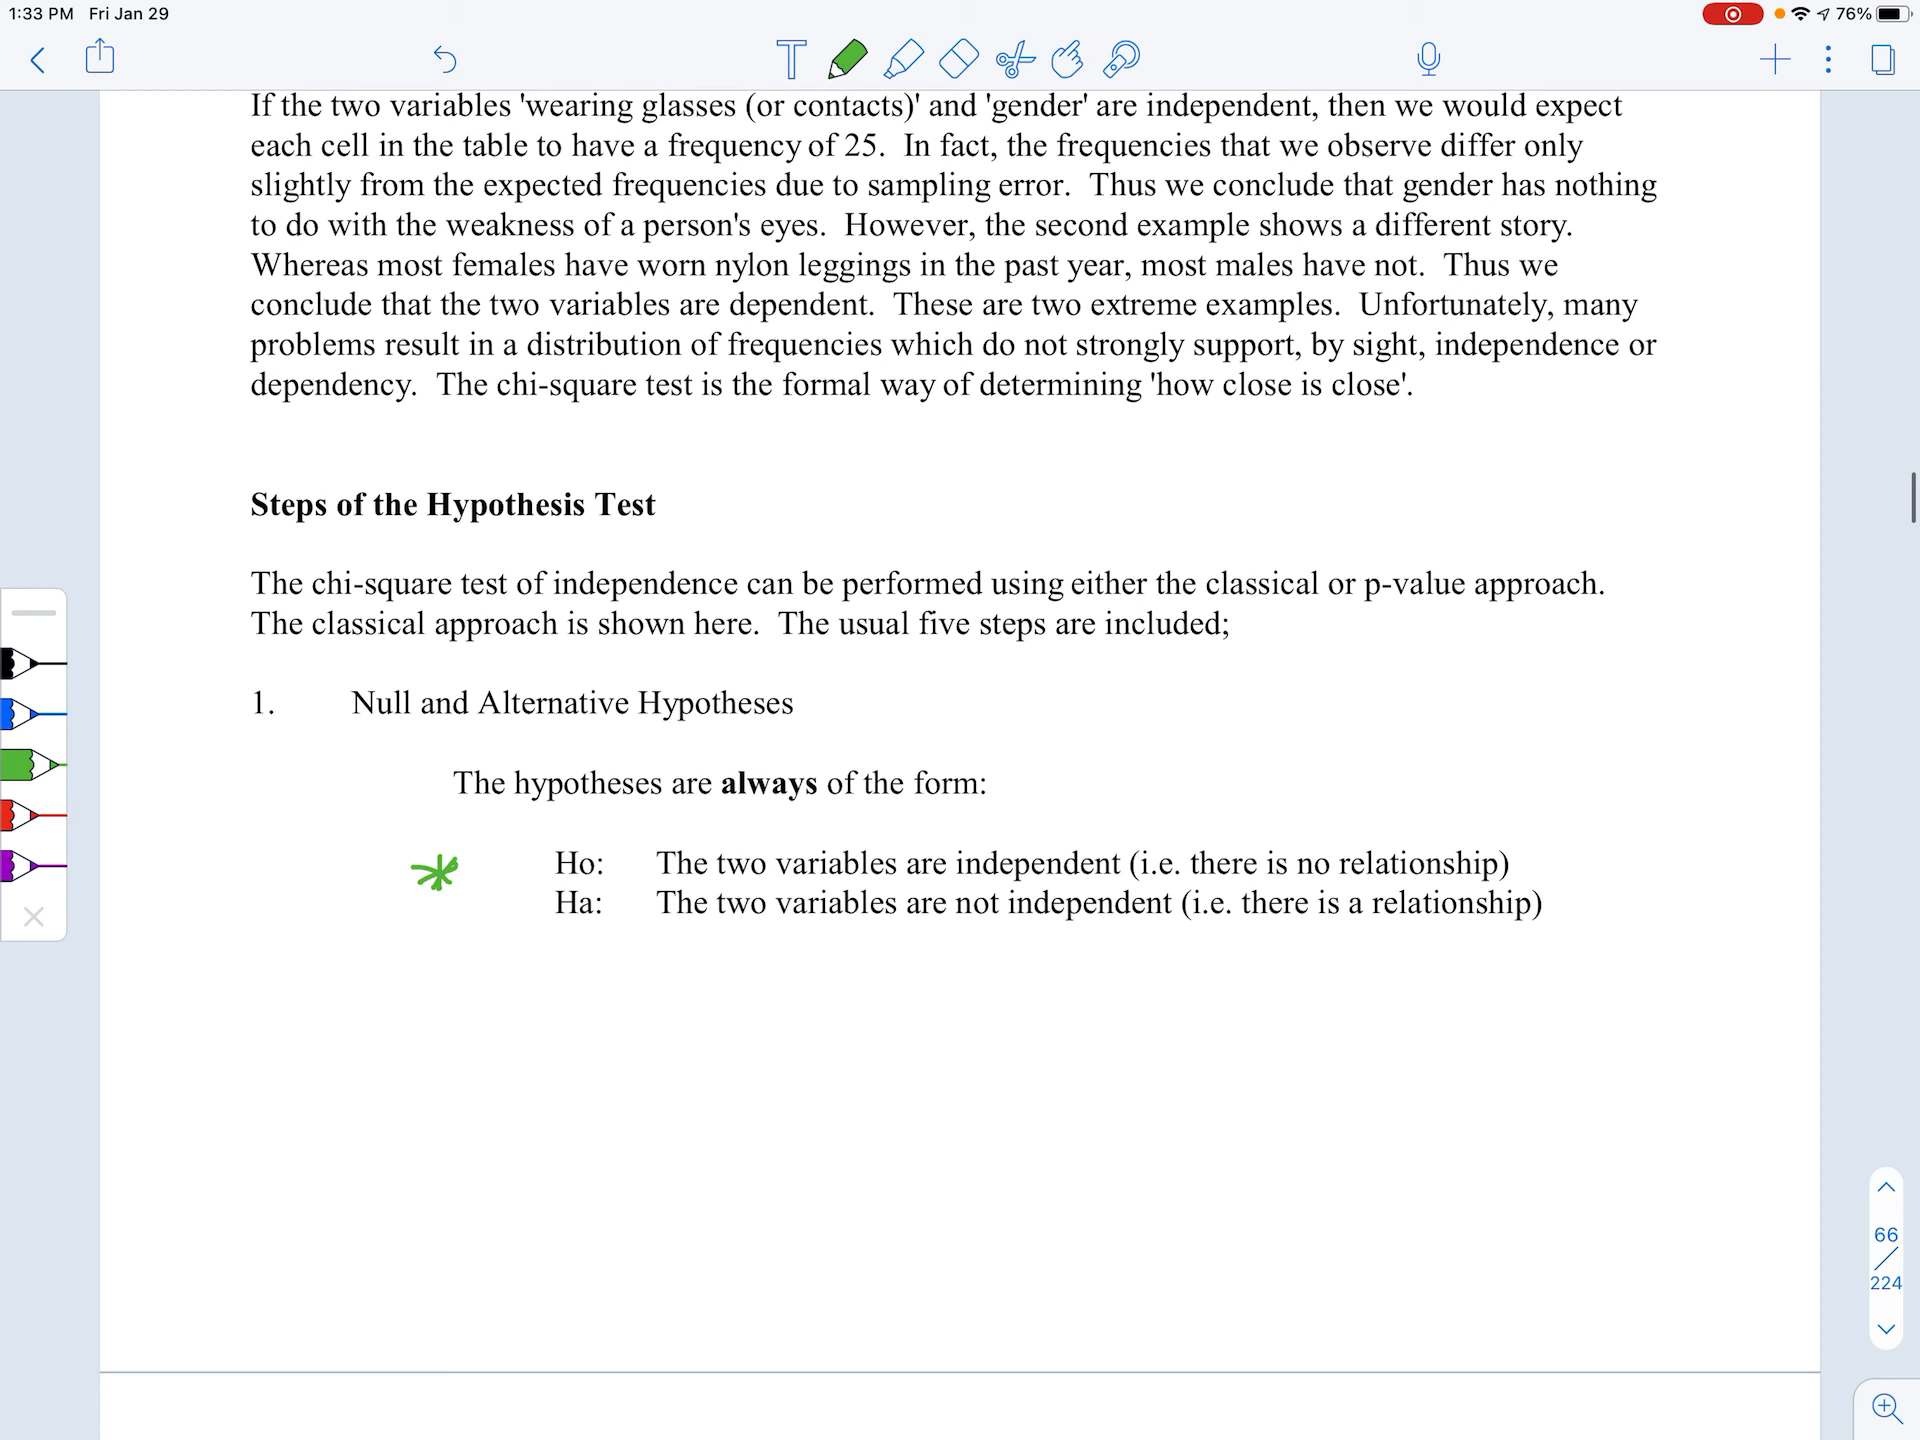 1:33 PM Fri Jan 29
76%
If the two variables 'wearing glasses (or contacts)' and 'gender' are independent, then we would expect
each cell in the table to have a frequency of 25. In fact, the frequencies that we observe differ only
slightly from the expected frequencies due to sampling error. Thus we conclude that gender has nothing
to do with the weakness of a person's eyes. However, the second example shows a different story.
Whereas most females have worn nylon leggings in the past year, most males have not. Thus we
conclude that the two variables are dependent. These are two extreme examples. Unfortunately, many
problems result in a distribution of frequencies which do not strongly support, by sight, independence or
dependency. The chi-square test is the formal way of determining 'how close is close'.
Steps of the Hypothesis Test
The chi-square test of independence can be performed using either the classical or p-value approach.
The classical approach is shown here. The usual five steps are included;
1. Null and Alternative Hypotheses
The hypotheses are always of the form:
* Ho: The two variables are independent (i.e. there is no relationship)
Ha: The two variables are not independent (i.e. there is a relationship)
66
/
224